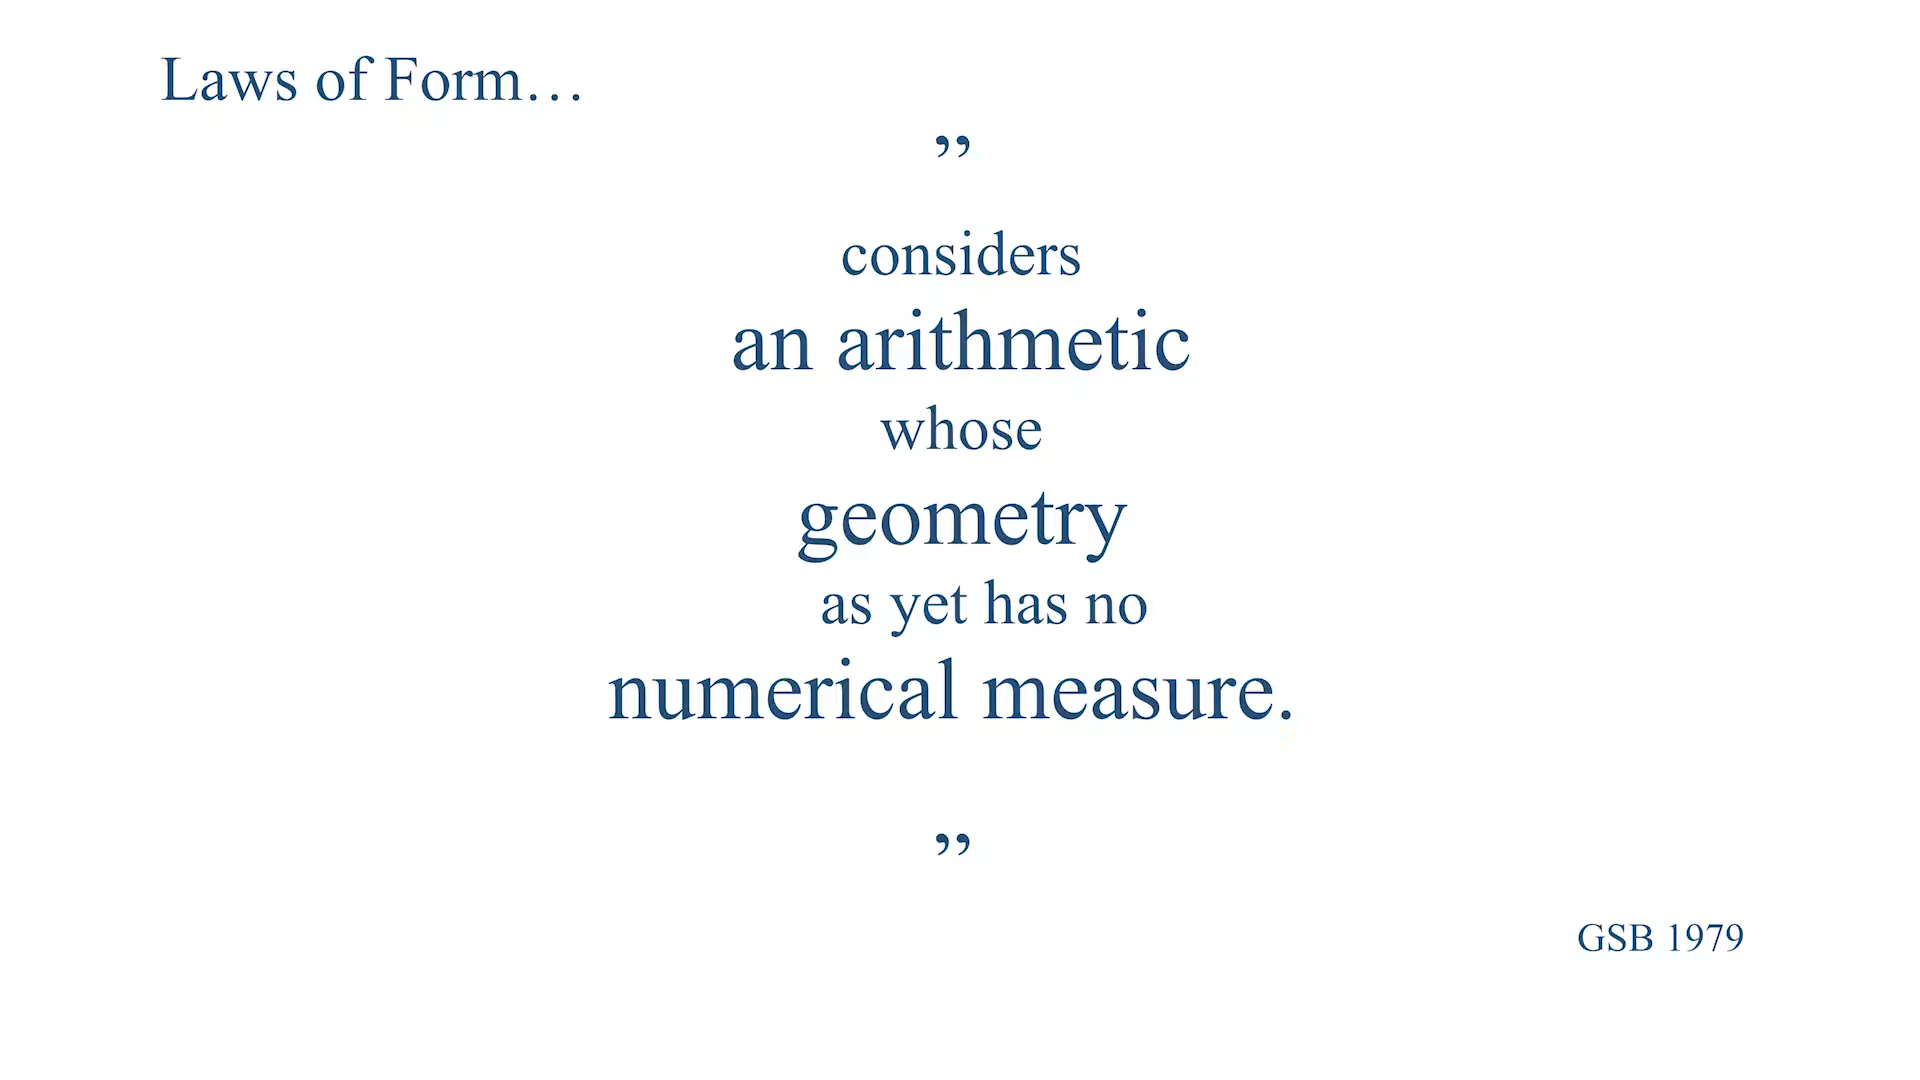 Laws of Form…
”
considers
an arithmetic
whose
geometry
as yet has no
numerical measure.
”
GSB 1979